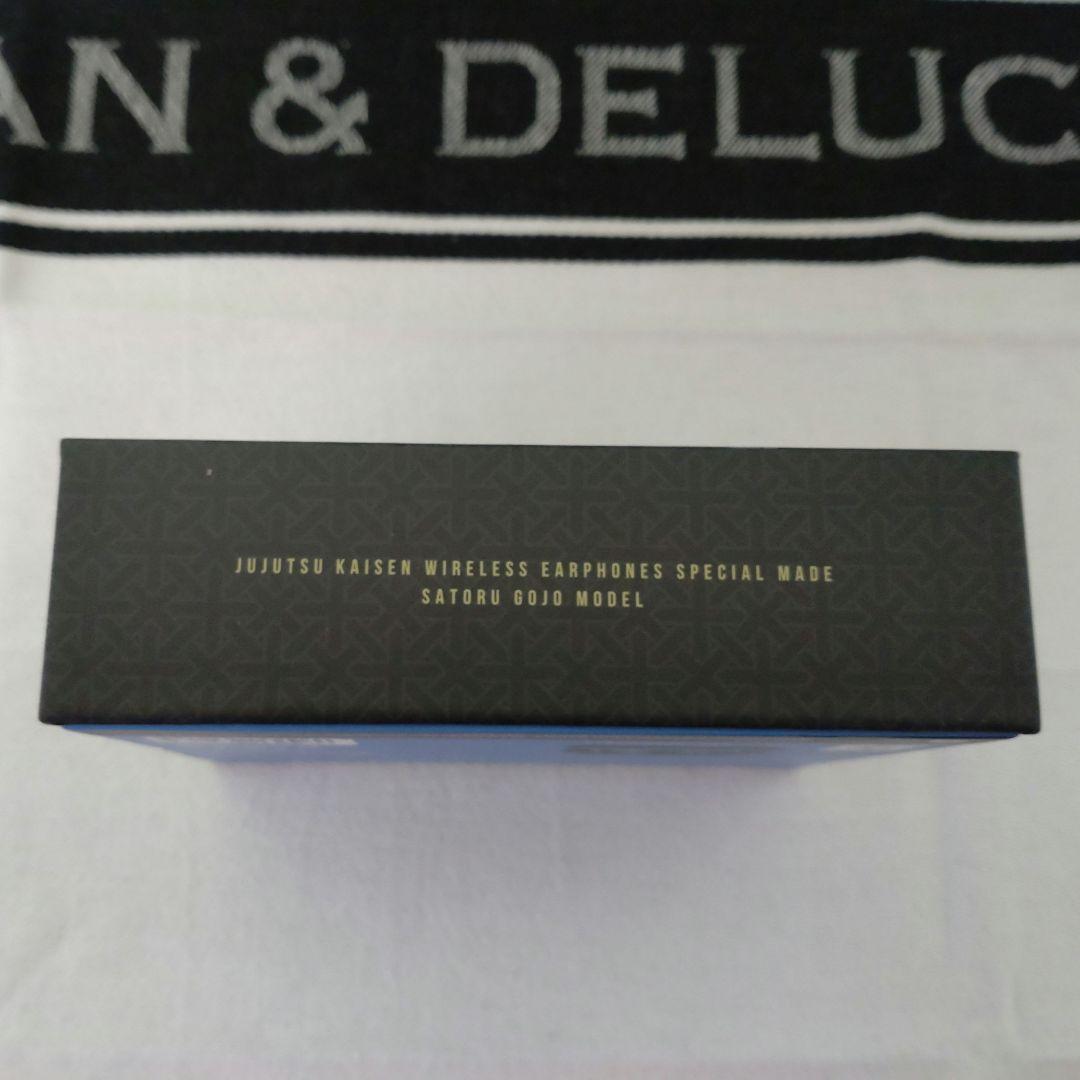 AN & DELUC
JUJUTSU KAISEN WIRELESS EARPHONES SPECIAL MADE
SATORU GOJO MODEL